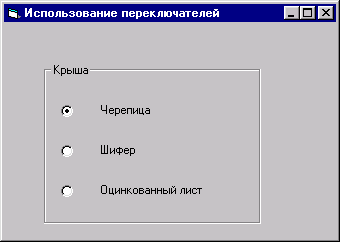 Использование переключателей
Крыша
Черепица
Шифер
Оцинкованный лист